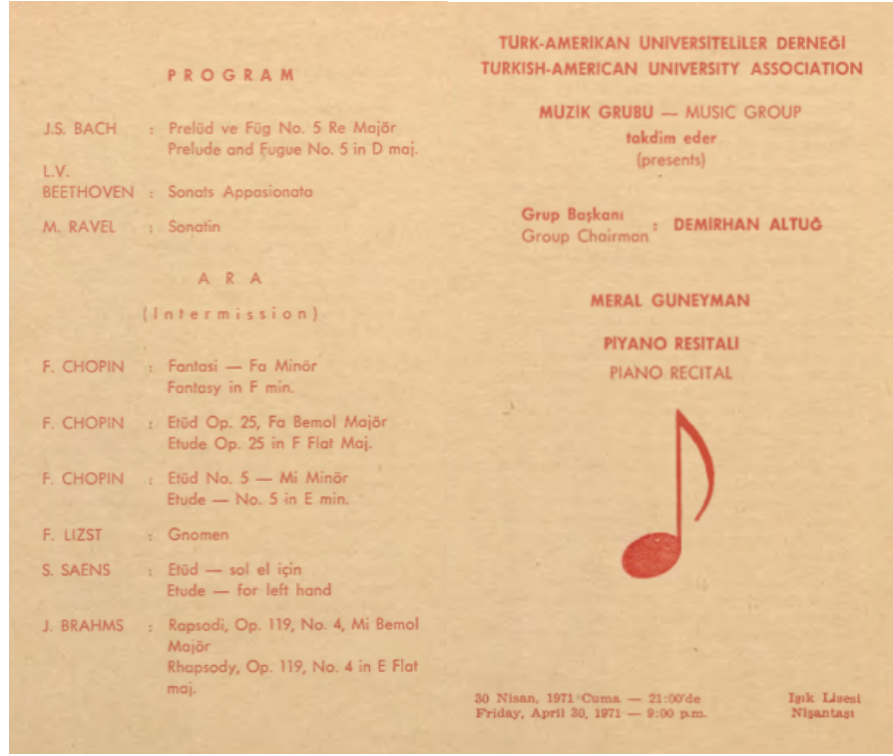 PROGRAM
J.S. BACH : Prelüd ve Füg No. 5 Re Majör
Prelude and Fugue No. 5 in D maj.
L.V.
BEETHOVEN : Sonats Appasionata
M. RAVEL : Sonatin
ARA
(Intermission)
F. CHOPIN : Fantasi — Fa Minör
Fantasy in F min.
F. CHOPIN : Etüd Op. 25, Fa Bemol Majör
Etude Op. 25 in F Flat Maj.
F. CHOPIN : Etüd No. 5 — Mi Minör
Etude — No. 5 in E min.
F. LIZST : Gnomen
S. SAENS : Etüd — sol el için
Etude — for left hand
J. BRAHMS : Rapsodi, Op. 119, No. 4, Mi Bemol
Majör
Rhapsody, Op. 119, No. 4 in E Flat
maj.
TÜRK-AMERİKAN ÜNİVERSİTELİLER DERNEĞİ
TURKISH-AMERICAN UNIVERSITY ASSOCIATION
MÜZİK GRUBU — MUSIC GROUP
takdim eder
(presents)
Grup Başkanı
Group Chairman : DEMİRHAN ALTUĞ
MERAL GUNEYMAN
PİYANO RESİTALİ
PIANO RECITAL
30 Nisan, 1971 Cuma — 21:00'de
Friday, April 30, 1971 — 9:00 p.m.
Işık Lisesi
Nişantaşı